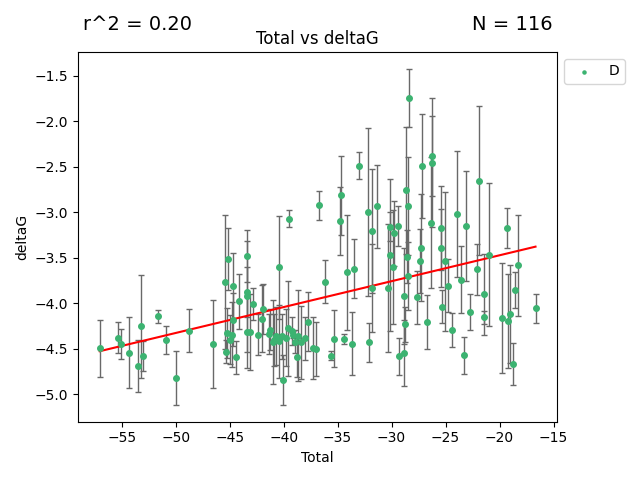 r^2 = 0.20
N = 116
Total vs deltaG
D
deltaG
−1.5
−2.0
−2.5
−3.0
−3.5
−4.0
−4.5
−5.0
−55 −50 −45 −40 −35 −30 −25 −20 −15
Total